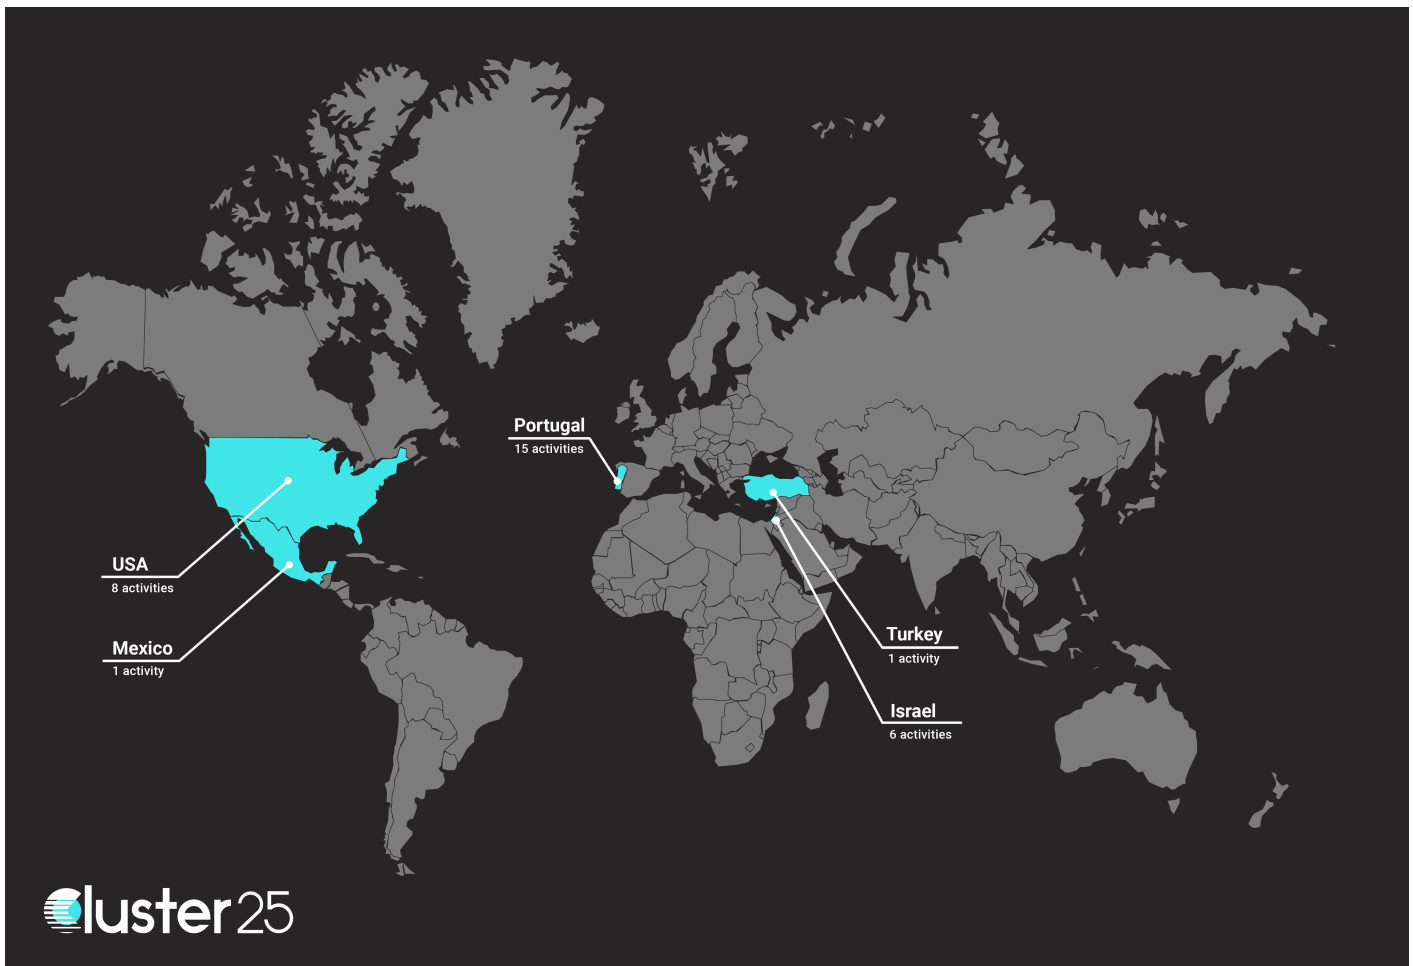 Portugal
15 activities
USA
8 activities
Mexico
1 activity
Turkey
1 activity
Israel
6 activities
Cluster25